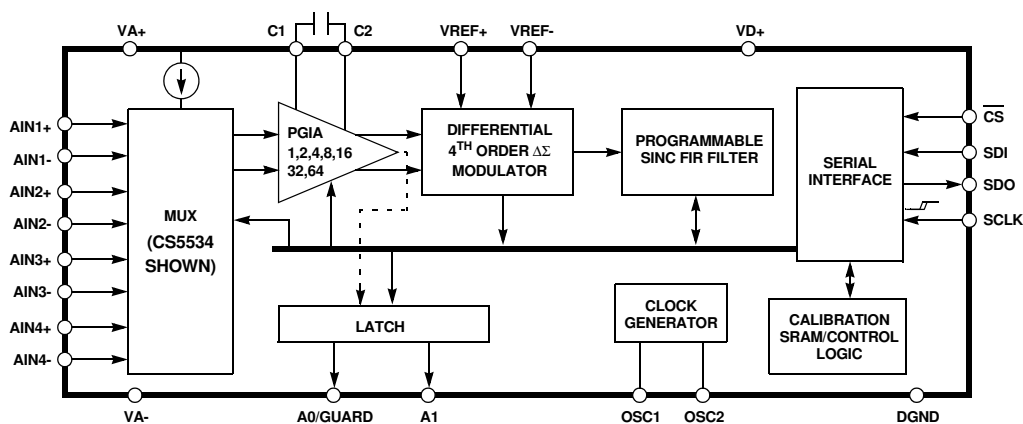 VA+
C1
C2
VREF+
VREF-
VD+
AIN1+
AIN1-
AIN2+
AIN2-
AIN3+
AIN3-
AIN4+
AIN4-
MUX
(CS5534
SHOWN)
PGIA
1,2,4,8,16
32,64
DIFFERENTIAL
4TH ORDER ΔΣ
MODULATOR
PROGRAMMABLE
SINC FIR FILTER
SERIAL
INTERFACE
CS
SDI
SDO
SCLK
LATCH
CLOCK
GENERATOR
CALIBRATION
SRAM/CONTROL
LOGIC
VA-
A0/GUARD
A1
OSC1
OSC2
DGND